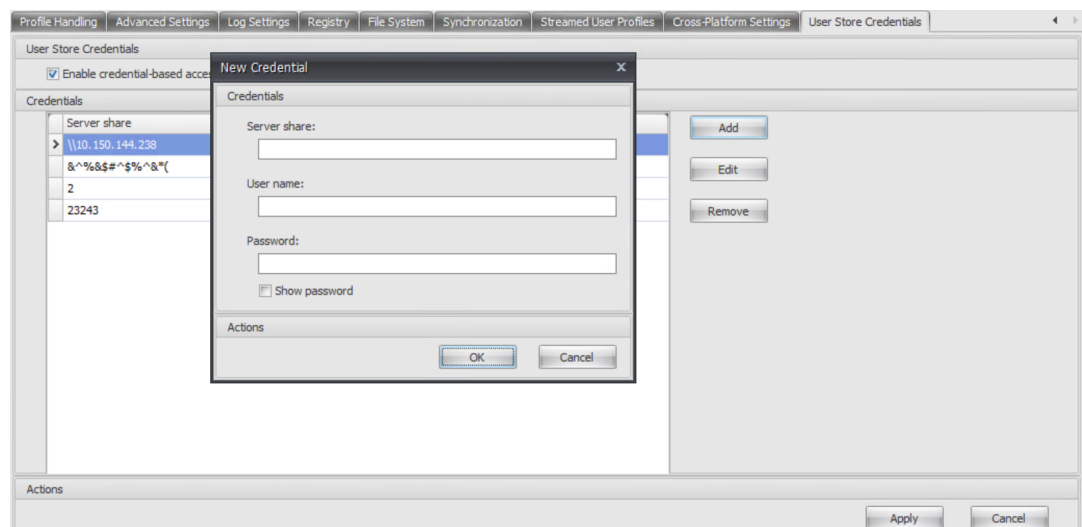 Profile Handling Advanced Settings Log Settings Registry File System Synchronization Streamed User Profiles Cross-Platform Settings User Store Credentials
User Store Credentials
Enable credential-based acces
New Credential x
Credentials
Credentials
Server share
Server share:
Add
\\10.150.144.238
&^%&$#^$%^&*(
Edit
User name:
2
23243
Remove
Password:
Show password
Actions
OK Cancel
Actions
Apply Cancel